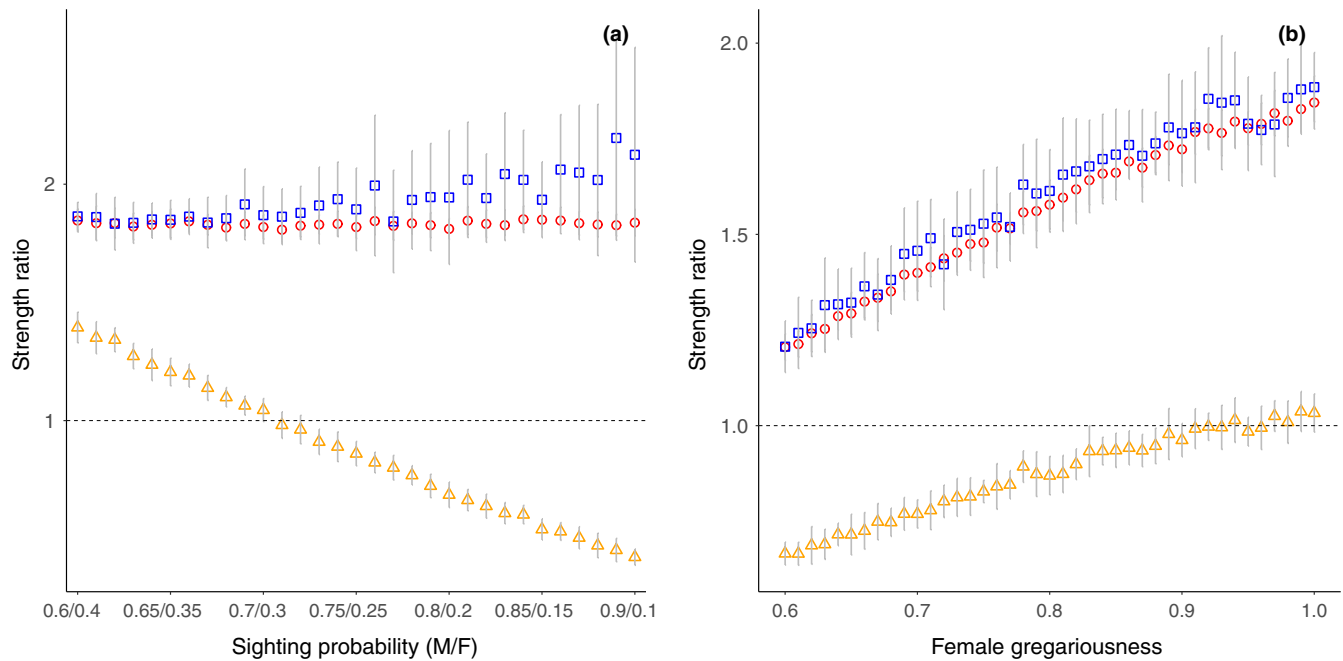 (a)
2
1
Strength ratio
0.6/0.4 0.65/0.35 0.7/0.3 0.75/0.25 0.8/0.2 0.85/0.15 0.9/0.1
Sighting probability (M/F)
(b)
2.0
1.5
1.0
Strength ratio
0.6 0.7 0.8 0.9 1.0
Female gregariousness